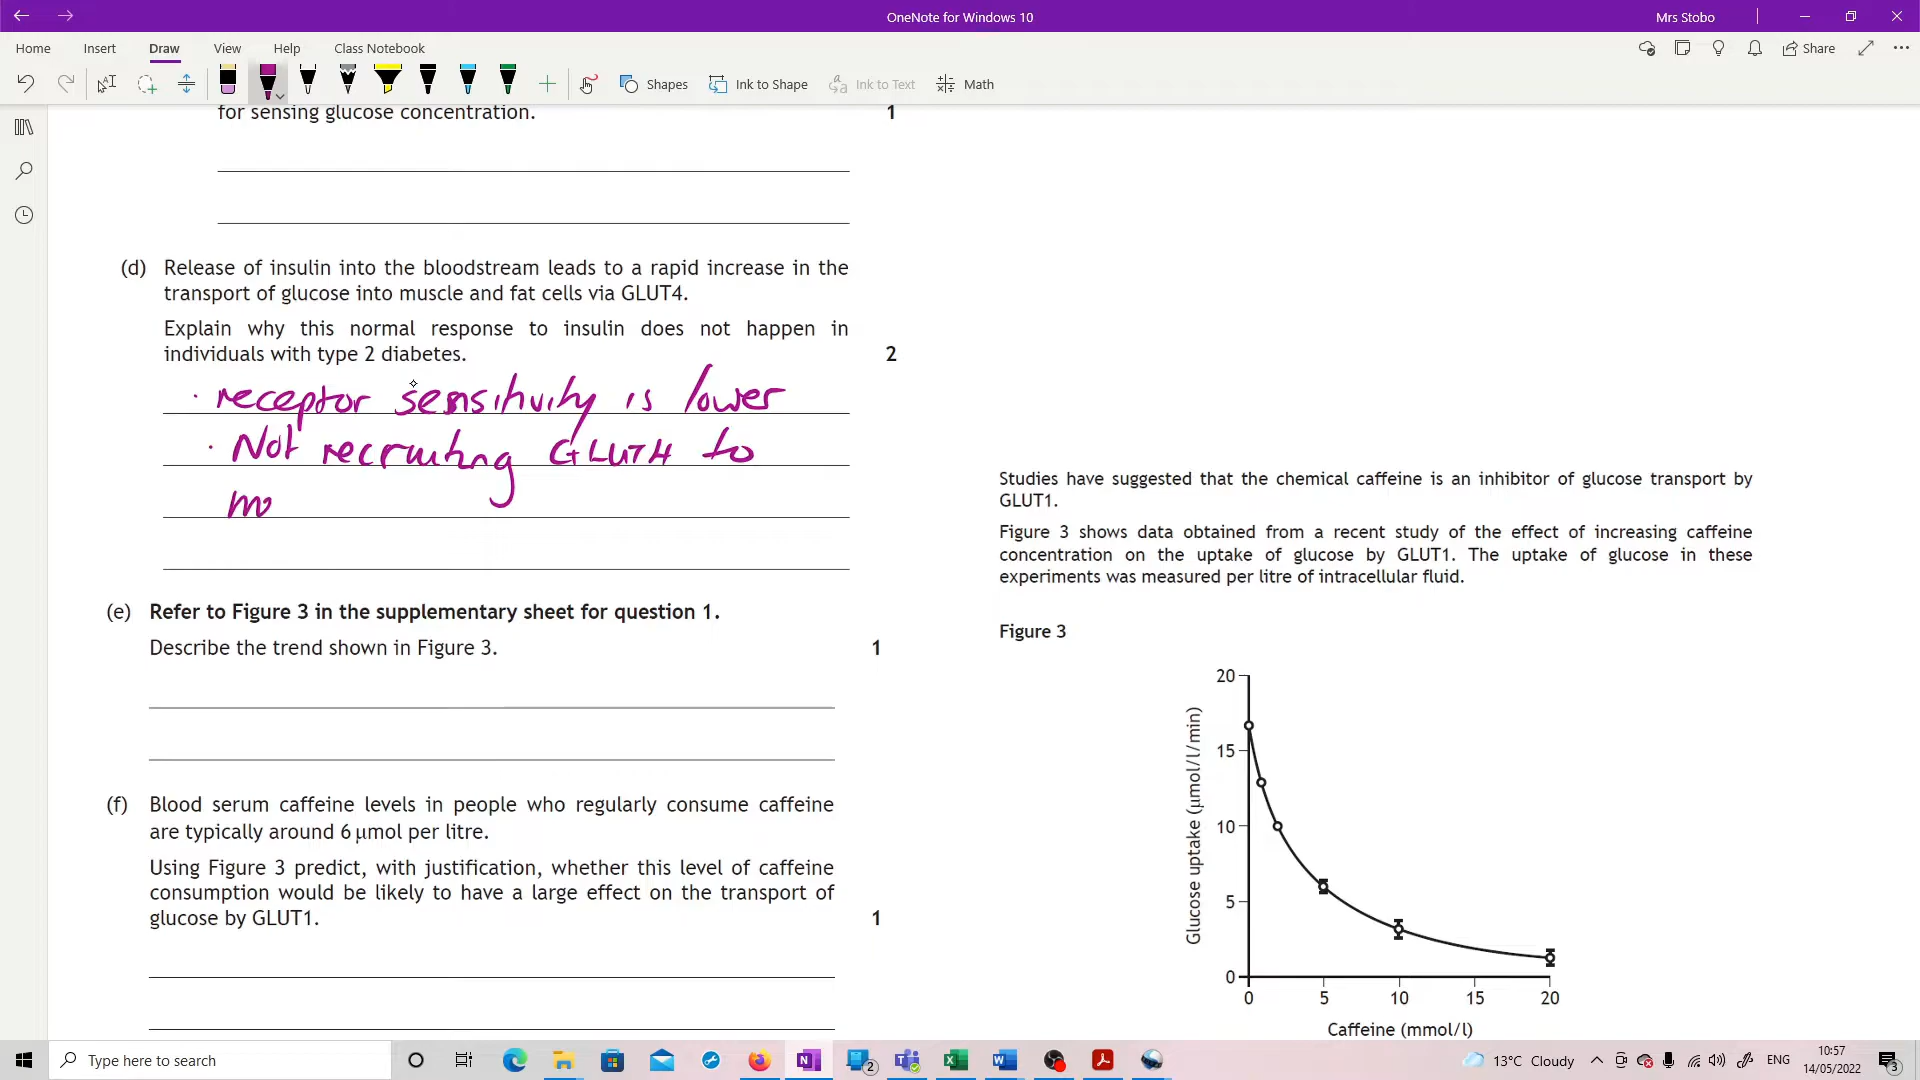 OneNote for Windows 10
Mrs Stobo
Home Insert Draw View Help Class Notebook
Share
Shapes Ink to Shape Ink to Text Math
for sensing glucose concentration. 1
(d) Release of insulin into the bloodstream leads to a rapid increase in the
transport of glucose into muscle and fat cells via GLUT4.
Explain why this normal response to insulin does not happen in
individuals with type 2 diabetes. 2
· receptor sensitivity is lower
· Not recruiting GLUT4 to
mo
(e) Refer to Figure 3 in the supplementary sheet for question 1.
Describe the trend shown in Figure 3. 1
(f) Blood serum caffeine levels in people who regularly consume caffeine
are typically around 6 μmol per litre.
Using Figure 3 predict, with justification, whether this level of caffeine
consumption would be likely to have a large effect on the transport of
glucose by GLUT1. 1
Studies have suggested that the chemical caffeine is an inhibitor of glucose transport by
GLUT1.
Figure 3 shows data obtained from a recent study of the effect of increasing caffeine
concentration on the uptake of glucose by GLUT1. The uptake of glucose in these
experiments was measured per litre of intracellular fluid.
Figure 3
Glucose uptake (μmol/l/min)
20
15
10
5
0
0 5 10 15 20
Caffeine (mmol/l)
Type here to search
2
13°C Cloudy
ENG
10:57
14/05/2022
3